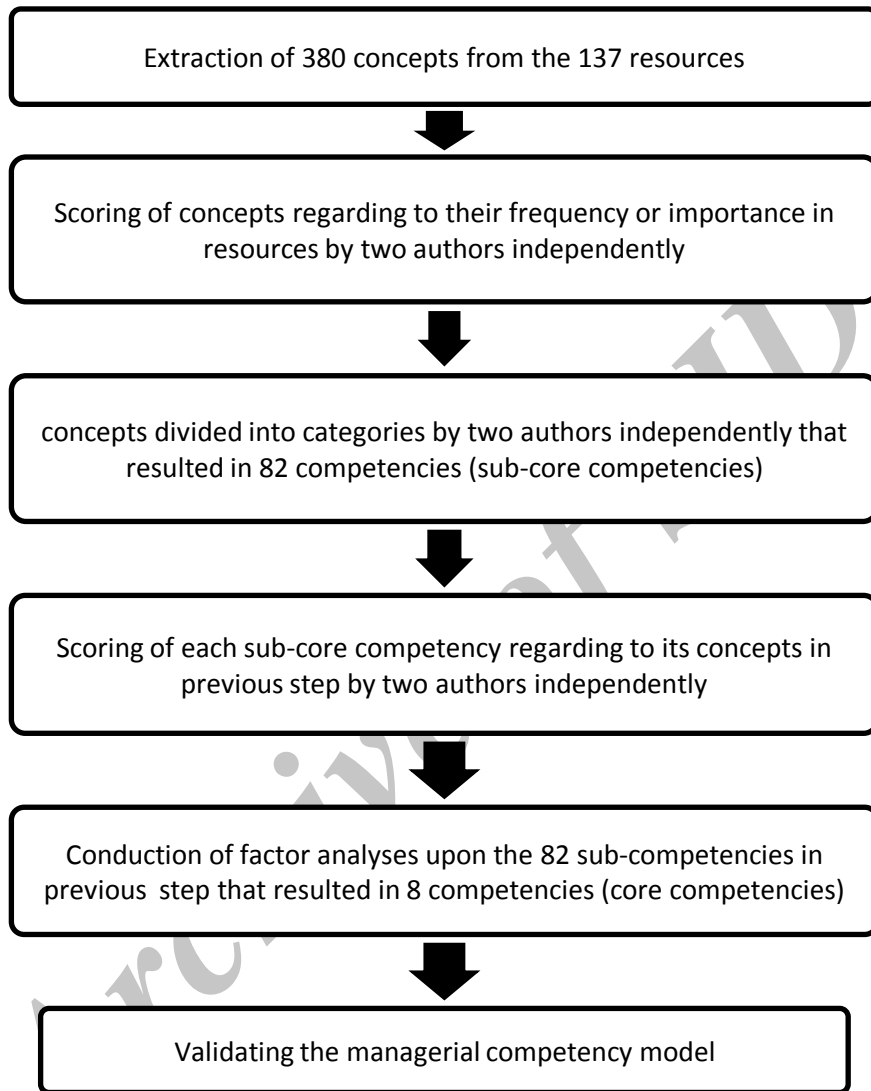 Extraction of 380 concepts from the 137 resources
Scoring of concepts regarding to their frequency or importance in
resources by two authors independently
concepts divided into categories by two authors independently that
resulted in 82 competencies (sub-core competencies)
Scoring of each sub-core competency regarding to its concepts in
previous step by two authors independently
Conduction of factor analyses upon the 82 sub-competencies in
previous step that resulted in 8 competencies (core competencies)
Validating the managerial competency model